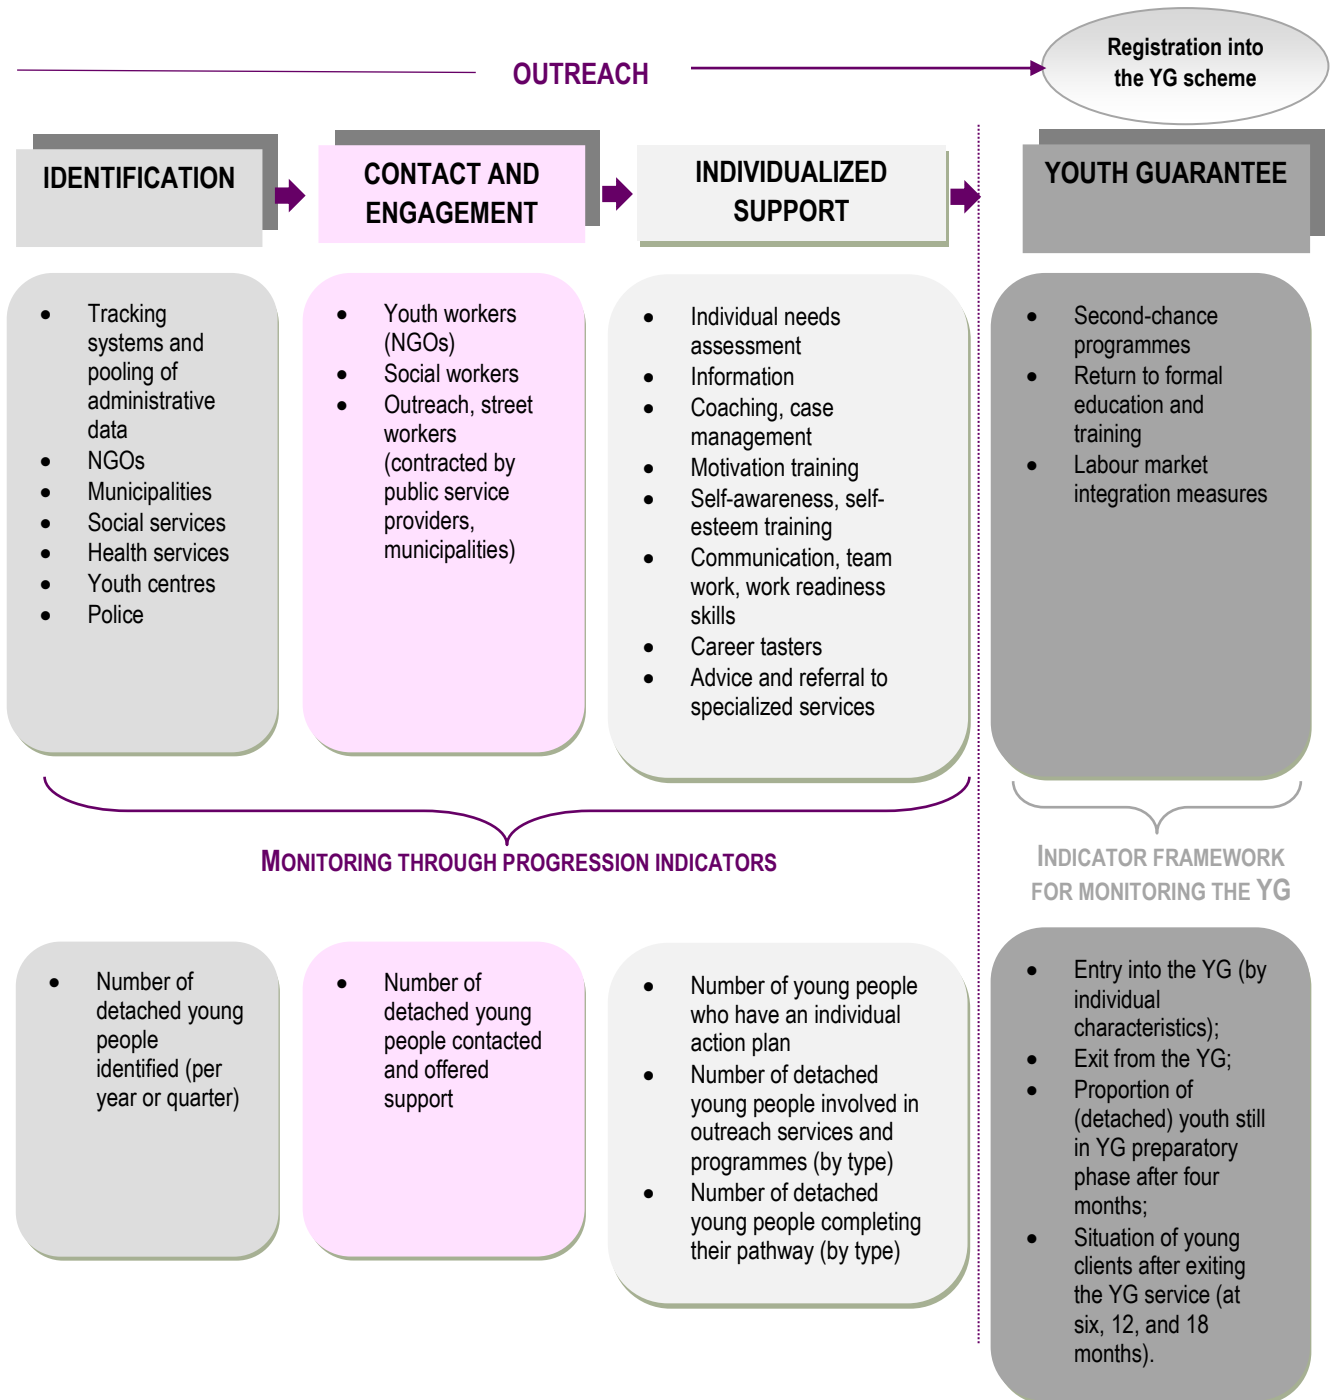 OUTREACH
Registration into
the YG scheme
IDENTIFICATION
CONTACT AND
ENGAGEMENT
INDIVIDUALIZED
SUPPORT
YOUTH GUARANTEE
• Tracking
systems and
pooling of
administrative
data
• NGOs
• Municipalities
• Social services
• Health services
• Youth centres
• Police
• Youth workers
(NGOs)
• Social workers
• Outreach, street
workers
(contracted by
public service
providers,
municipalities)
• Individual needs
assessment
• Information
• Coaching, case
management
• Motivation training
• Self-awareness, self-
esteem training
• Communication, team
work, work readiness
skills
• Career tasters
• Advice and referral to
specialized services
• Second-chance
programmes
• Return to formal
education and
training
• Labour market
integration measures
MONITORING THROUGH PROGRESSION INDICATORS
INDICATOR FRAMEWORK
FOR MONITORING THE YG
• Number of
detached young
people
identified (per
year or quarter)
• Number of
detached young
people contacted
and offered
support
• Number of young people
who have an individual
action plan
• Number of detached
young people involved in
outreach services and
programmes (by type)
• Number of detached
young people completing
their pathway (by type)
• Entry into the YG (by
individual
characteristics);
• Exit from the YG;
• Proportion of
(detached) youth still
in YG preparatory
phase after four
months;
• Situation of young
clients after exiting
the YG service (at
six, 12, and 18
months).